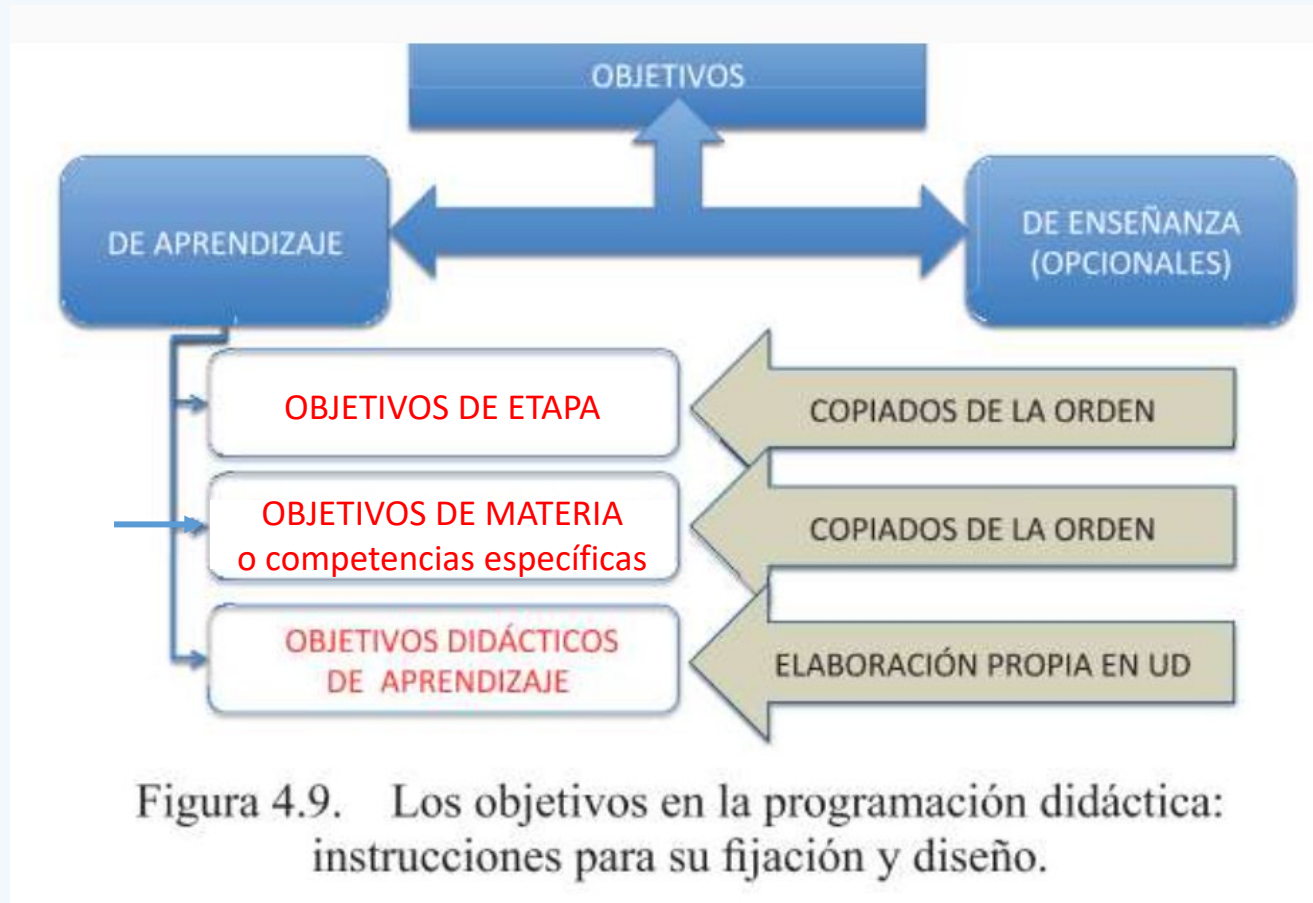 OBJETIVOS
DE APRENDIZAJE
DE ENSEÑANZA
(OPCIONALES)
OBJETIVOS DE ETAPA
COPIADOS DE LA ORDEN
OBJETIVOS DE MATERIA
o competencias específicas
COPIADOS DE LA ORDEN
OBJETIVOS DIDÁCTICOS
DE APRENDIZAJE
ELABORACIÓN PROPIA EN UD
Figura 4.9. Los objetivos en la programación didáctica:
instrucciones para su fijación y diseño.